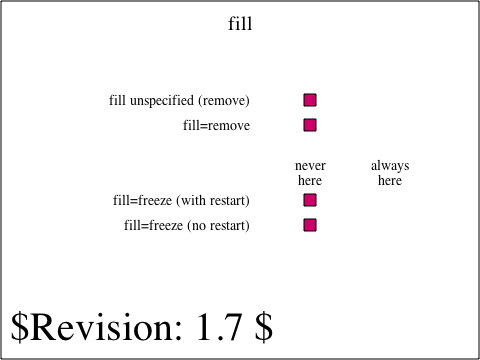 fill
fill unspecified (remove)
fill=remove
never always
here here
fill=freeze (with restart)
fill=freeze (no restart)
$Revision: 1.7 $